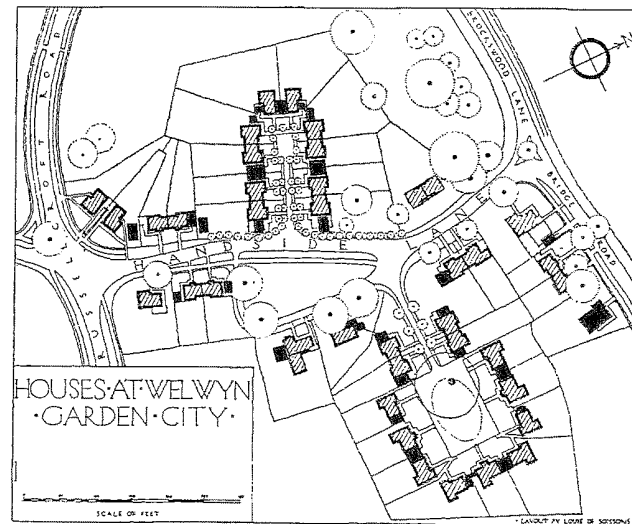 RUSSELLCROFT ROAD
BROCKSWOOD LANE
N
BRIDGE ROAD
HANDSIDE LANE
HOUSES·AT·WELWYN
·GARDEN·CITY·
SCALE OF FEET
·LAYOUT BY LOUIS DE SOISSONS